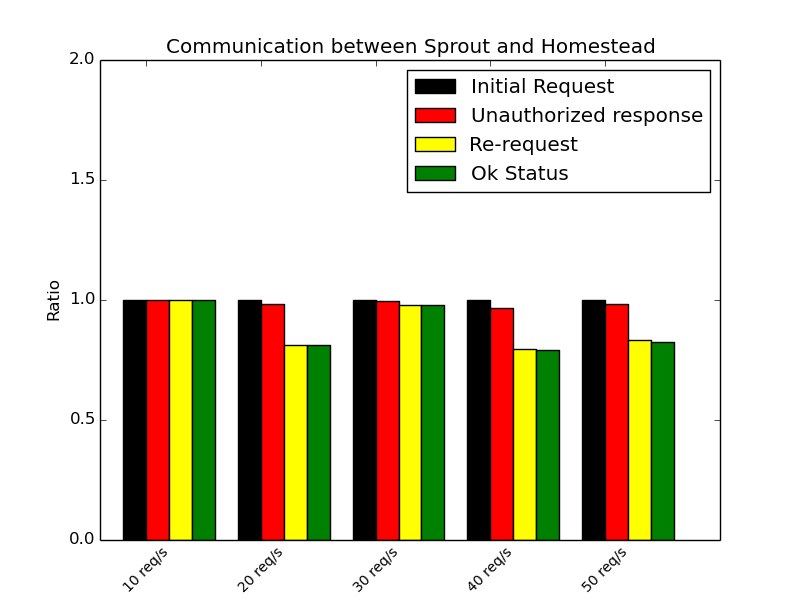 Communication between Sprout and Homestead
2.0
1.5
1.0
0.5
0.0
Ratio
Initial Request
Unauthorized response
Re-request
Ok Status
10 req/s
20 req/s
30 req/s
40 req/s
50 req/s